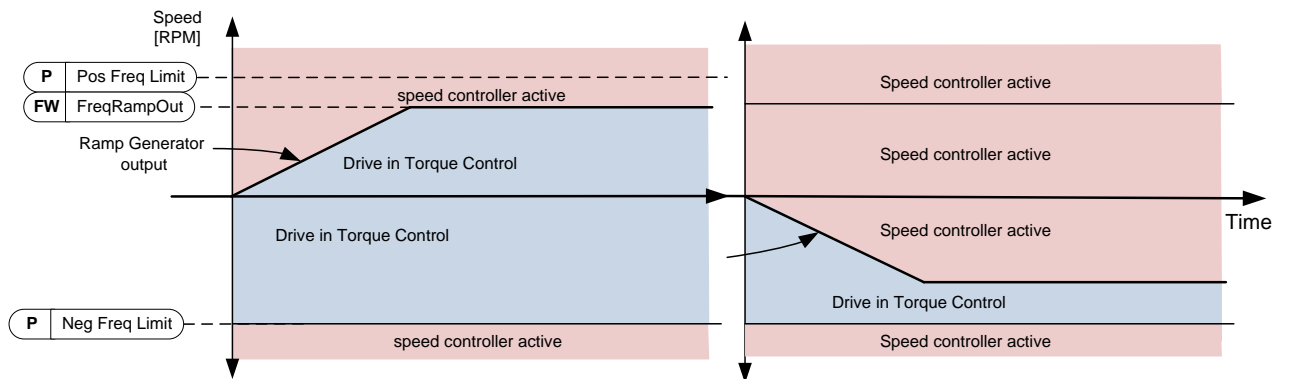 Speed
[RPM]
P Pos Freq Limit
FW FreqRampOut
speed controller active
Ramp Generator
output
Drive in Torque Control
Drive in Torque Control
P Neg Freq Limit
speed controller active
Speed controller active
Speed controller active
Speed controller active
Time
Drive in Torque Control
Speed controller active